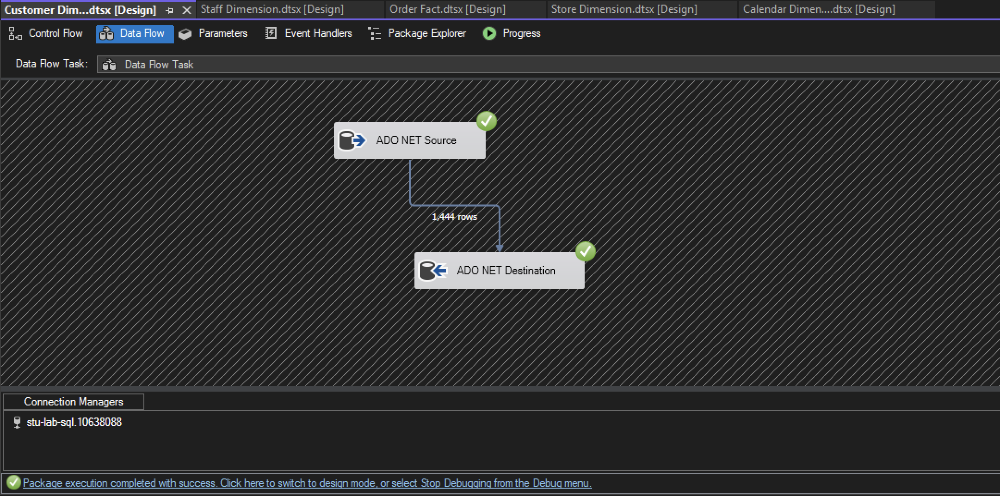 Customer Dim...dtsx [Design]
Staff Dimension.dtsx [Design]
Order Fact.dtsx [Design]
Store Dimension.dtsx [Design]
Calendar Dimen....dtsx [Design]
Control Flow
Data Flow
Parameters
Event Handlers
Package Explorer
Progress
Data Flow Task:
Data Flow Task
ADO NET Source
1,444 rows
ADO NET Destination
Connection Managers
stu-lab-sql.10638088
Package execution completed with success. Click here to switch to design mode, or select Stop Debugging from the Debug menu.